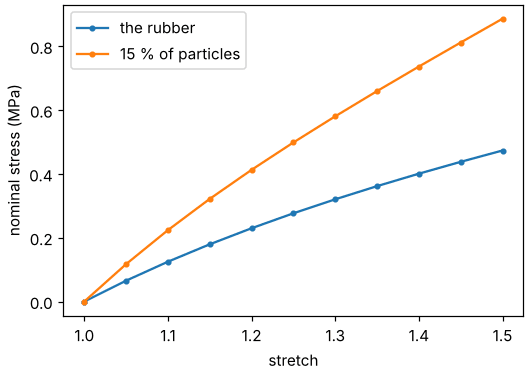 the rubber
15 % of particles
nominal stress (MPa)
0.8
0.6
0.4
0.2
0.0
1.0 1.1 1.2 1.3 1.4 1.5
stretch